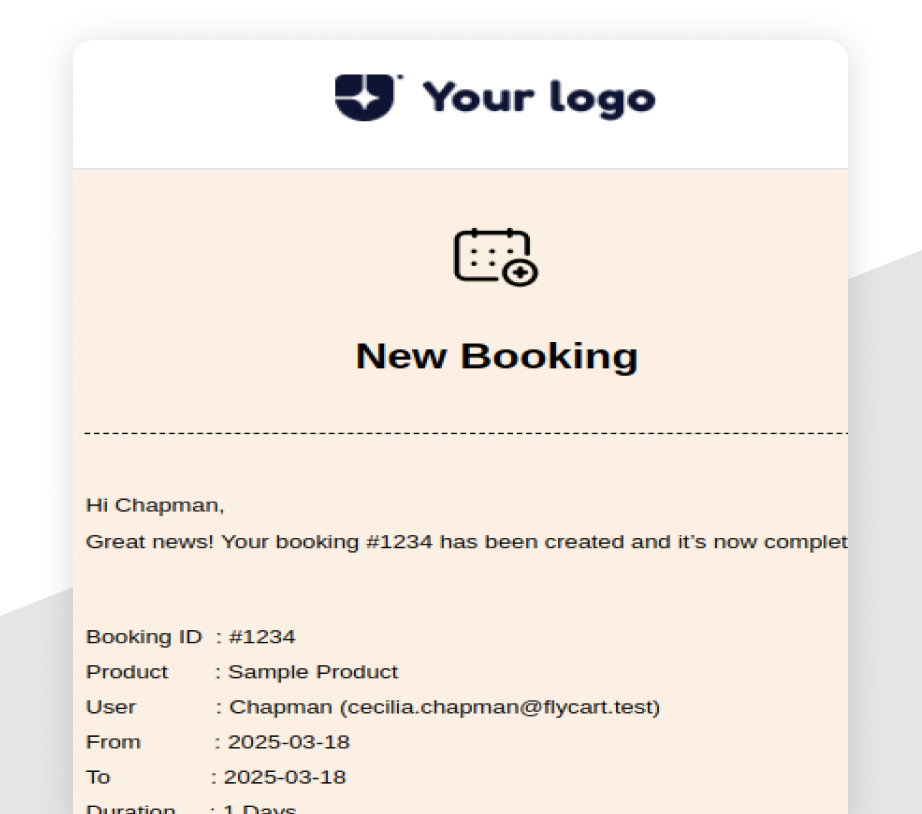 Your logo
New Booking
Hi Chapman,
Great news! Your booking #1234 has been created and it’s now complet
Booking ID : #1234
Product : Sample Product
User : Chapman (cecilia.chapman@flycart.test)
From : 2025-03-18
To : 2025-03-18
Duration : 1 Days